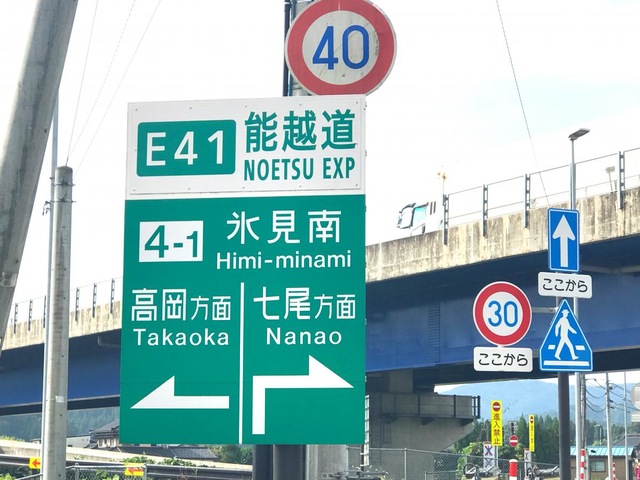 40
E41
能越道
NOETSU EXP
4-1
氷見南
Himi-minami
高岡方面
Takaoka
七尾方面
Nanao
ここから
30
ここから
進入禁止